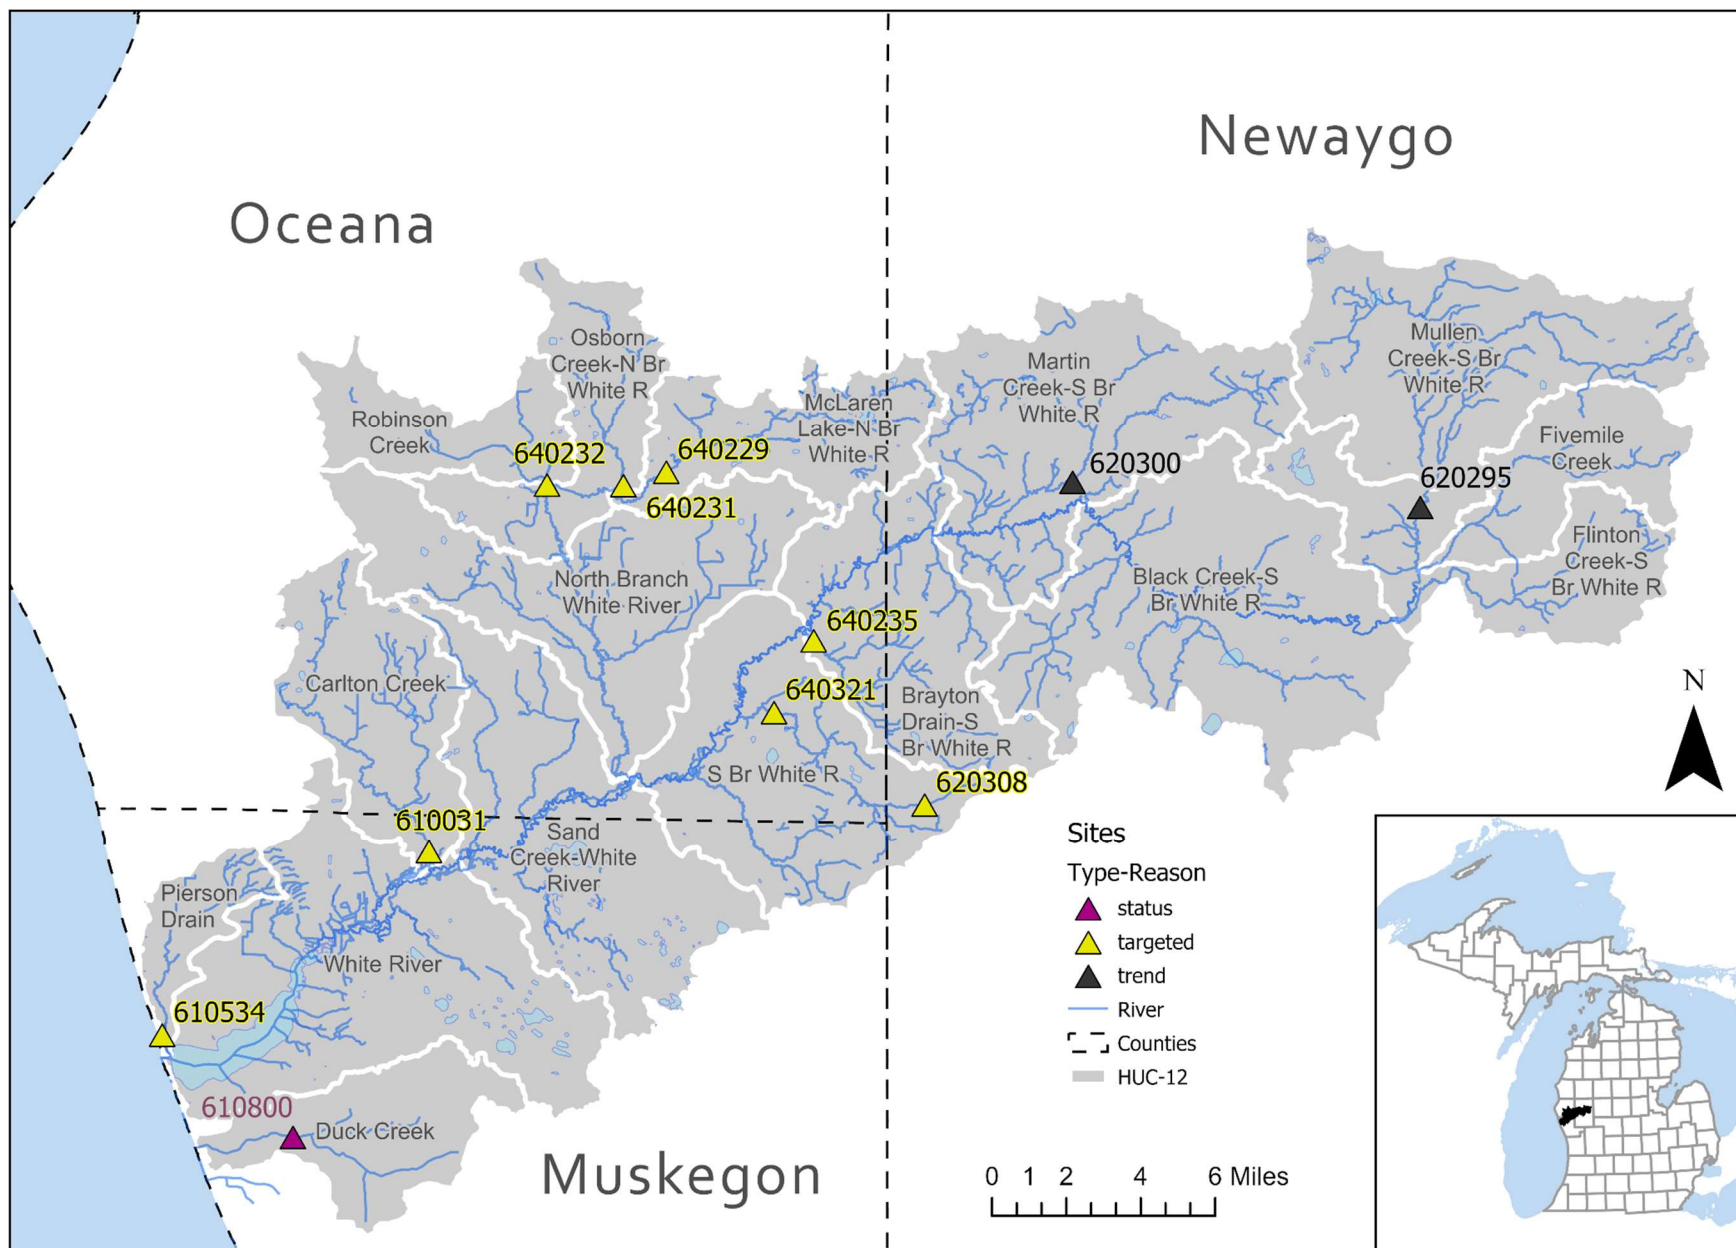 Newaygo
Oceana
Osborn
Creek-N Br
White R
Robinson
Creek
McLaren
Lake-N Br
White R
Martin
Creek-S Br
White R
Mullen
Creek-S Br
White R
Fivemile
Creek
640232
640229
640231
620300
620295
Flinton
Creek-S
Br White R
North Branch
White River
Black Creek-S
Br White R
640235
640321
Carlton Creek
Brayton
Drain-S
Br White R
S Br White R
620308
610031
Sand
Creek-White
River
Pierson
Drain
White River
610534
610800
Duck Creek
Muskegon
N
Sites
Type-Reason
status
targeted
trend
River
Counties
HUC-12
0 1 2 4 6 Miles